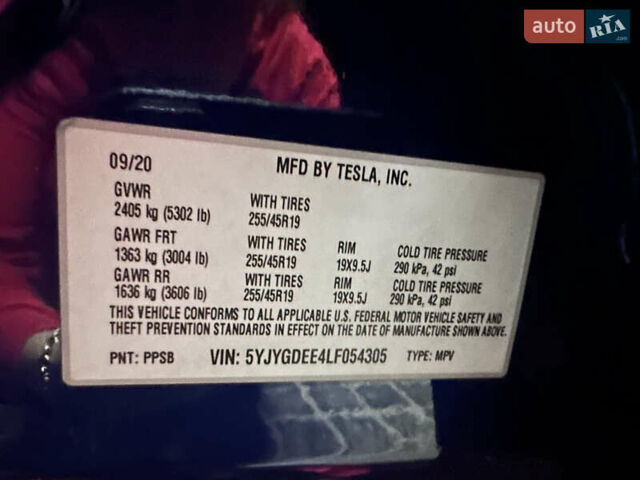 auto RIA.com
09/20 MFD BY TESLA, INC.
GVWR
2405 kg (5302 lb) WITH TIRES 255/45R19
GAWR FRT
1363 kg (3004 lb) WITH TIRES 255/45R19 RIM 19X9.5J COLD TIRE PRESSURE 290 kPa, 42 psi
GAWR RR
1636 kg (3606 lb) WITH TIRES 255/45R19 RIM 19X9.5J COLD TIRE PRESSURE 290 kPa, 42 psi
THIS VEHICLE CONFORMS TO ALL APPLICABLE U.S. FEDERAL MOTOR VEHICLE SAFETY AND
THEFT PREVENTION STANDARDS IN EFFECT ON THE DATE OF MANUFACTURE SHOWN ABOVE.
PNT: PPSB VIN: 5YJYGDEE4LF054305 TYPE: MPV